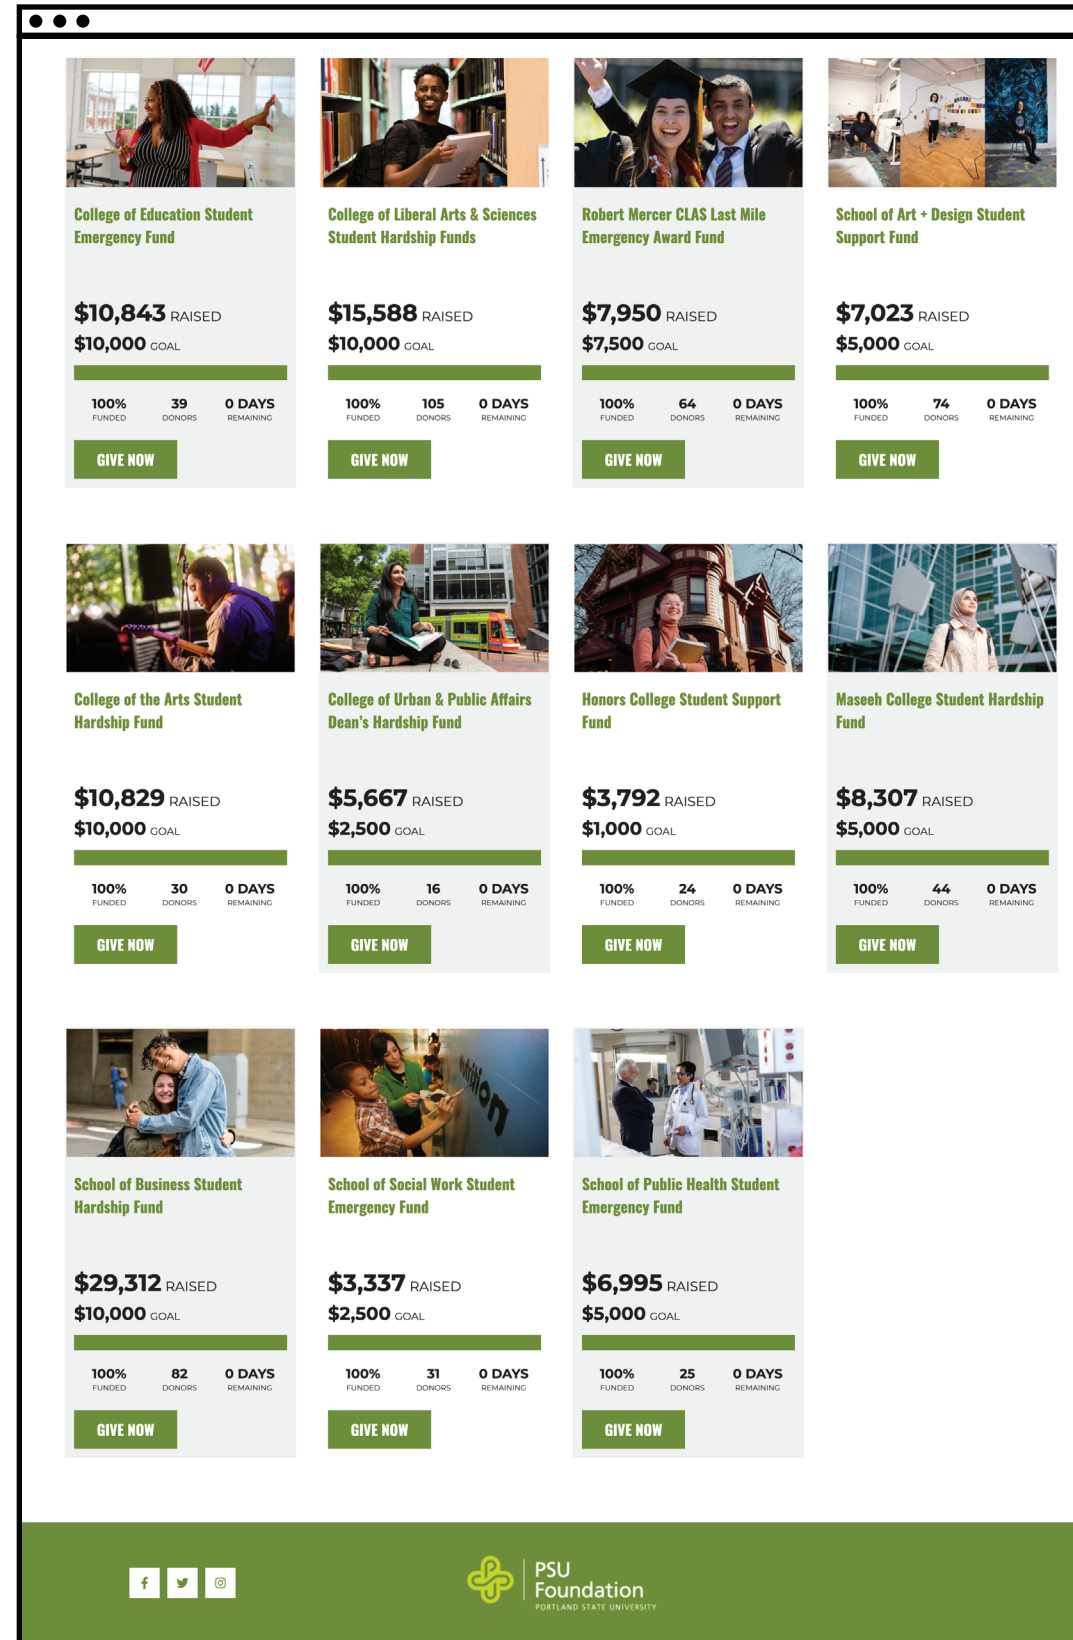 College of Education Student
Emergency Fund
$10,843 RAISED
$10,000 GOAL
100% 39 0 DAYS
FUNDED DONORS REMAINING
GIVE NOW
College of Liberal Arts & Sciences
Student Hardship Funds
$15,588 RAISED
$10,000 GOAL
100% 105 0 DAYS
FUNDED DONORS REMAINING
GIVE NOW
Robert Mercer CLAS Last Mile
Emergency Award Fund
$7,950 RAISED
$7,500 GOAL
100% 64 0 DAYS
FUNDED DONORS REMAINING
GIVE NOW
School of Art + Design Student
Support Fund
$7,023 RAISED
$5,000 GOAL
100% 74 0 DAYS
FUNDED DONORS REMAINING
GIVE NOW
College of the Arts Student
Hardship Fund
$10,829 RAISED
$10,000 GOAL
100% 30 0 DAYS
FUNDED DONORS REMAINING
GIVE NOW
College of Urban & Public Affairs
Dean's Hardship Fund
$5,667 RAISED
$2,500 GOAL
100% 16 0 DAYS
FUNDED DONORS REMAINING
GIVE NOW
Honors College Student Support
Fund
$3,792 RAISED
$1,000 GOAL
100% 24 0 DAYS
FUNDED DONORS REMAINING
GIVE NOW
Maseeh College Student Hardship
Fund
$8,307 RAISED
$5,000 GOAL
100% 44 0 DAYS
FUNDED DONORS REMAINING
GIVE NOW
School of Business Student
Hardship Fund
$29,312 RAISED
$10,000 GOAL
100% 82 0 DAYS
FUNDED DONORS REMAINING
GIVE NOW
School of Social Work Student
Emergency Fund
$3,337 RAISED
$2,500 GOAL
100% 31 0 DAYS
FUNDED DONORS REMAINING
GIVE NOW
School of Public Health Student
Emergency Fund
$6,995 RAISED
$5,000 GOAL
100% 25 0 DAYS
FUNDED DONORS REMAINING
GIVE NOW
PSU
Foundation
PORTLAND STATE UNIVERSITY